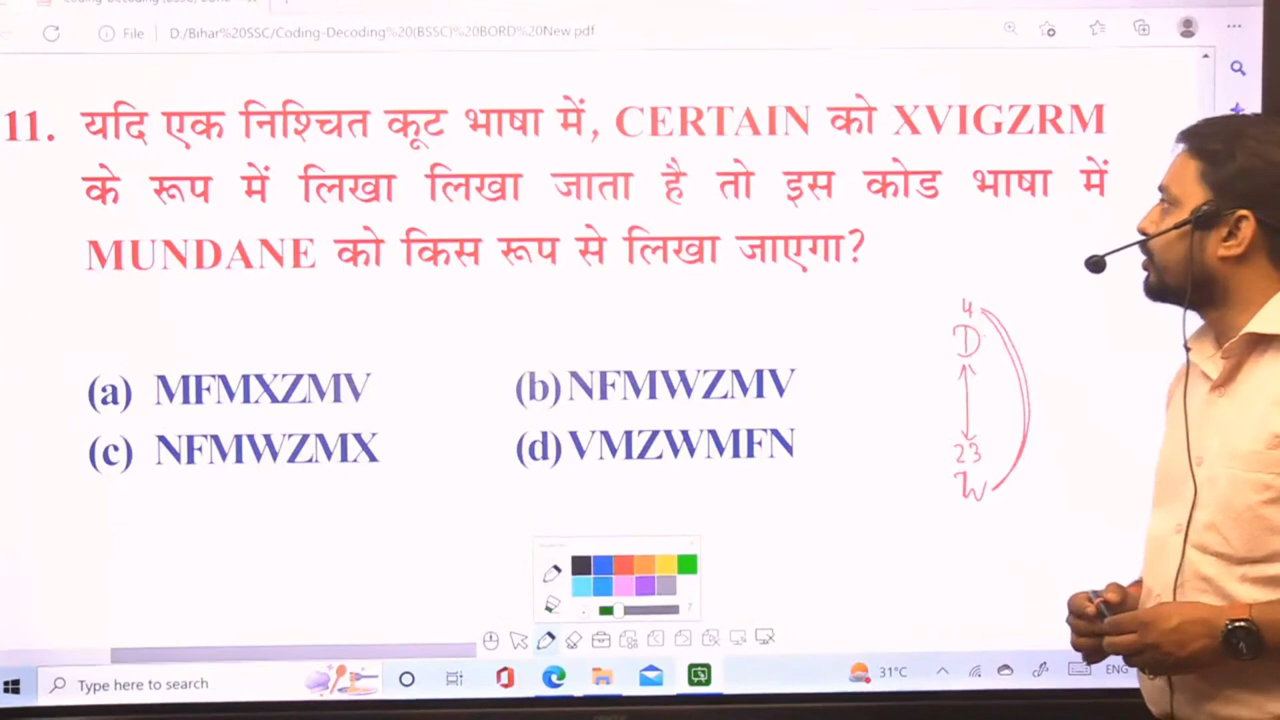 File | D:/Bihar%20SSC/Coding-Decoding%20(BSSC)%20BORD%20New.pdf
11. यदि एक निश्चित कूट भाषा में, CERTAIN को XVIGZRM
के रूप में लिखा लिखा जाता है तो इस कोड भाषा में
MUNDANE को किस रूप से लिखा जाएगा?
4
D
23
W
(a) MFMXZMV (b) NFMWZMV
(c) NFMWZMX (d) VMZWMFN
7
Type here to search 31°C ENG